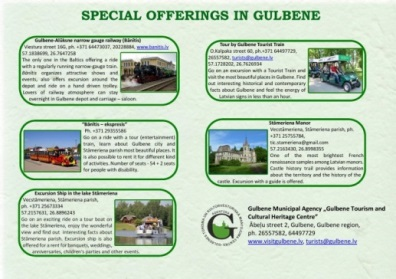 SPECIAL OFFERINGS IN GULBENE
Gulbene-Alūksne narrow gauge railway (Bānītis)
Viestura street 16G, ph. +371 64473037, 20228884, www.banitis.lv
57.1838699, 26.7647258
The only one in the Baltics offering a ride
with a regularly running narrow-gauge train.
Bānītis organizes attractive shows and
events, also offers excursion around the
depot and ride on a hand driven trolley.
Lovers of railway atmosphere can stay
overnight in Gulbene depot and carriage – saloon.
Tour by Gulbene Tourist Train
O.Kalpaka street 60, ph. +371 64497729,
26557582, turists@gulbene.lv
57.1728202, 26.7626934
Go on an excursion with a Tourist Train and
visit the most beautiful places in Gulbene. Find
out interesting historical and contemporary
facts about Gulbene and feel the energy of
Latvian signs in less than an hour.
"Bānītis – ekspresis"
Ph. +371 29355586
Go on a ride with a tour (entertainment)
train, learn about Gulbene city and
Stāmeriena parish most beautiful places. It
is also possible to rent it for different kind
of activities. Number of seats - 54 + 2 seats
for people with disability.
Stāmeriena Manor
Vecstāmeriena, Stāmeriena parish,
ph. +371 25755784,
tic.stameriena@gmail.com
57.2163430, 26.8998355
One of the most brightest French
renaissance samples among Latvian manors.
Castle history trail provides information
about the territory and the history of the
castle. Excursion with a guide is offered.
Excursion Ship in the lake Stāmeriena
Vecstāmeriena, Stāmeriena parish,
ph. +371 25673334
57.2157631, 26.8896243
Go on an exciting ride on a tour boat on
the lake Stāmeriena, enjoy the wonderful
view and find out interesting facts about
Stāmeriena parish. Excursion ship is also
offered for a rent for banquets, weddings,
anniversaries, children's parties and other events.
Gulbene Municipal Agency „Gulbene Tourism and
Cultural Heritage Centre"
Ābeļu street 2, Gulbene, Gulbene region,
ph. 26557582, 64497729
www.visitgulbene.lv, turists@gulbene.lv